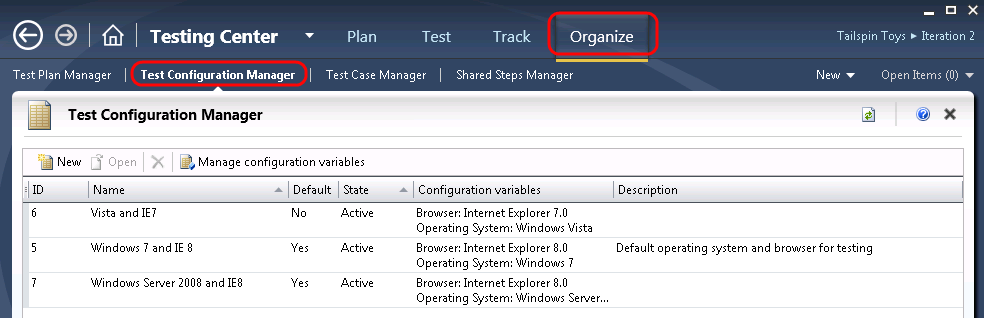 Testing Center Plan Test Track Organize Tailspin Toys ▸ Iteration 2
Test Plan Manager | Test Configuration Manager | Test Case Manager | Shared Steps Manager New Open Items (0)
Test Configuration Manager
New Open Manage configuration variables
ID Name Default State Configuration variables Description
6 Vista and IE7 No Active Browser: Internet Explorer 7.0
Operating System: Windows Vista
5 Windows 7 and IE 8 Yes Active Browser: Internet Explorer 8.0 Default operating system and browser for testing
Operating System: Windows 7
7 Windows Server 2008 and IE8 Yes Active Browser: Internet Explorer 8.0
Operating System: Windows Server...